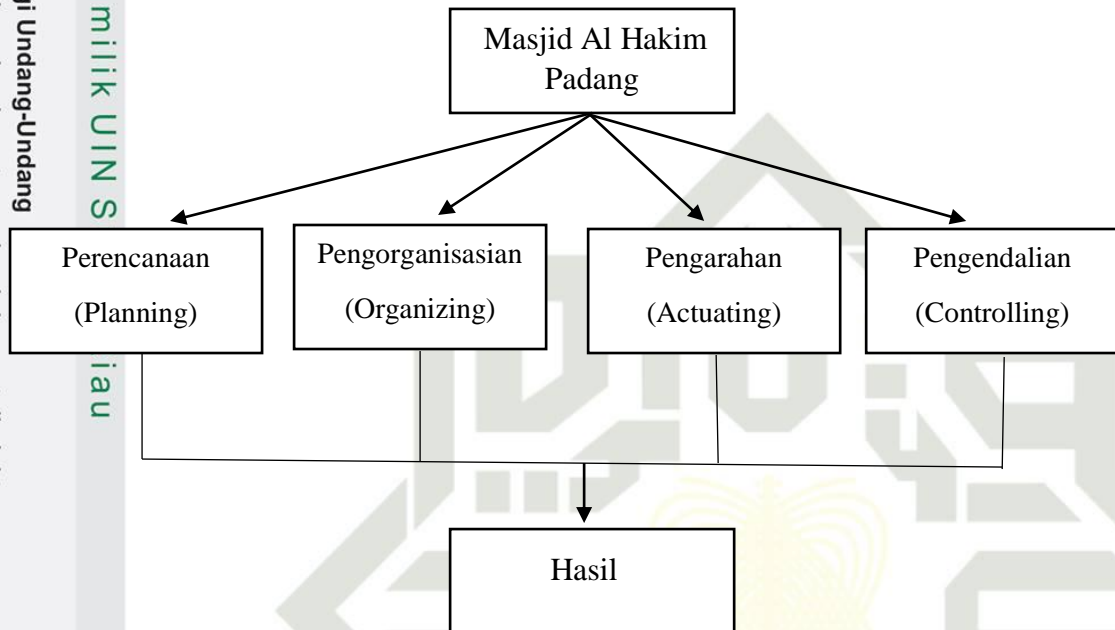 milik UIN S
iau
gi Undang-Undang
Masjid Al Hakim
Padang
Perencanaan
(Planning)
Pengorganisasian
(Organizing)
Pengarahan
(Actuating)
Pengendalian
(Controlling)
Hasil